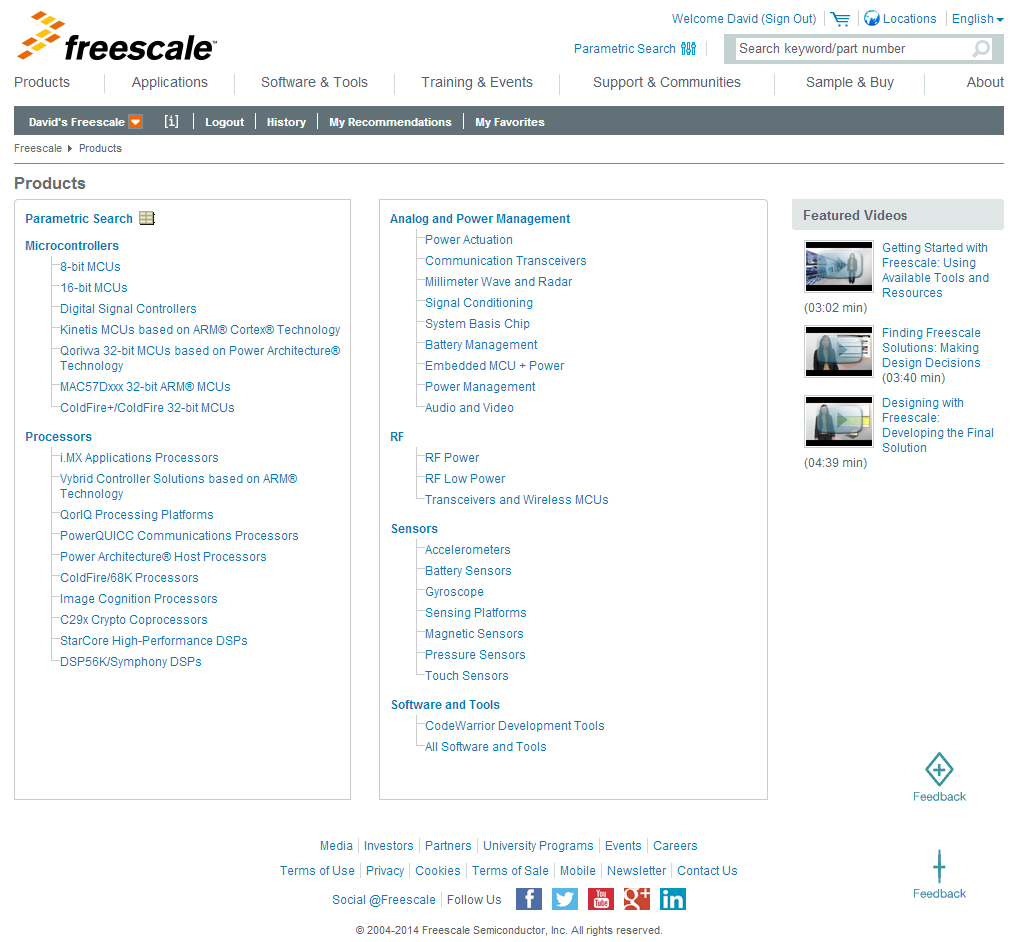 freescale™
Welcome David (Sign Out)
Locations
English
Parametric Search
Search keyword/part number
Products
Applications
Software & Tools
Training & Events
Support & Communities
Sample & Buy
About
David's Freescale
[i]
Logout
History
My Recommendations
My Favorites
Freescale
Products
Products
Parametric Search
Microcontrollers
8-bit MCUs
16-bit MCUs
Digital Signal Controllers
Kinetis MCUs based on ARM® Cortex® Technology
Qorivva 32-bit MCUs based on Power Architecture®
Technology
MAC57Dxxx 32-bit ARM® MCUs
ColdFire+/ColdFire 32-bit MCUs
Processors
i.MX Applications Processors
Vybrid Controller Solutions based on ARM®
Technology
QorIQ Processing Platforms
PowerQUICC Communications Processors
Power Architecture® Host Processors
ColdFire/68K Processors
Image Cognition Processors
C29x Crypto Coprocessors
StarCore High-Performance DSPs
DSP56K/Symphony DSPs
Analog and Power Management
Power Actuation
Communication Transceivers
Millimeter Wave and Radar
Signal Conditioning
System Basis Chip
Battery Management
Embedded MCU + Power
Power Management
Audio and Video
RF
RF Power
RF Low Power
Transceivers and Wireless MCUs
Sensors
Accelerometers
Battery Sensors
Gyroscope
Sensing Platforms
Magnetic Sensors
Pressure Sensors
Touch Sensors
Software and Tools
CodeWarrior Development Tools
All Software and Tools
Featured Videos
Getting Started with
Freescale: Using
Available Tools and
Resources
(03:02 min)
Finding Freescale
Solutions: Making
Design Decisions
(03:40 min)
Designing with
Freescale:
Developing the Final
Solution
(04:39 min)
Feedback
Feedback
Media
Investors
Partners
University Programs
Events
Careers
Terms of Use
Privacy
Cookies
Terms of Sale
Mobile
Newsletter
Contact Us
Social @Freescale
Follow Us
f
You
Tube
g+
in
© 2004-2014 Freescale Semiconductor, Inc. All rights reserved.